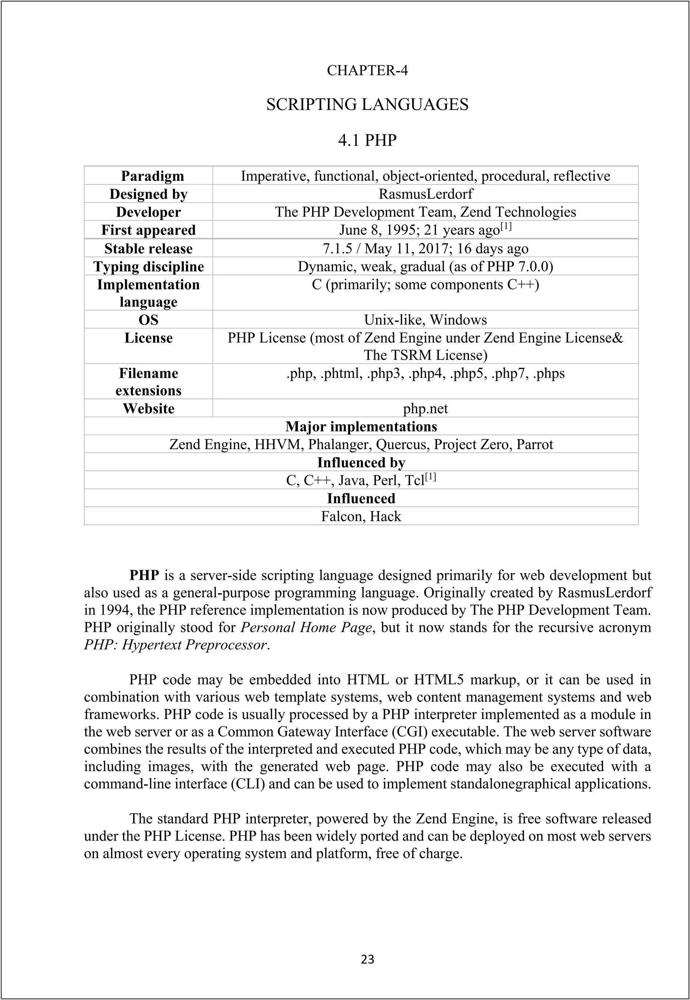 CHAPTER-4
SCRIPTING LANGUAGES
4.1 PHP
Paradigm Imperative, functional, object-oriented, procedural, reflective
Designed by RasmusLerdorf
Developer The PHP Development Team, Zend Technologies
First appeared June 8, 1995; 21 years ago[1]
Stable release 7.1.5 / May 11, 2017; 16 days ago
Typing discipline Dynamic, weak, gradual (as of PHP 7.0.0)
Implementation C (primarily; some components C++)
language
OS Unix-like, Windows
License PHP License (most of Zend Engine under Zend Engine License&
The TSRM License)
Filename .php, .phtml, .php3, .php4, .php5, .php7, .phps
extensions
Website php.net
Major implementations
Zend Engine, HHVM, Phalanger, Quercus, Project Zero, Parrot
Influenced by
C, C++, Java, Perl, Tcl[1]
Influenced
Falcon, Hack
PHP is a server-side scripting language designed primarily for web development but
also used as a general-purpose programming language. Originally created by RasmusLerdorf
in 1994, the PHP reference implementation is now produced by The PHP Development Team.
PHP originally stood for Personal Home Page, but it now stands for the recursive acronym
PHP: Hypertext Preprocessor.
PHP code may be embedded into HTML or HTML5 markup, or it can be used in
combination with various web template systems, web content management systems and web
frameworks. PHP code is usually processed by a PHP interpreter implemented as a module in
the web server or as a Common Gateway Interface (CGI) executable. The web server software
combines the results of the interpreted and executed PHP code, which may be any type of data,
including images, with the generated web page. PHP code may also be executed with a
command-line interface (CLI) and can be used to implement standalonegraphical applications.
The standard PHP interpreter, powered by the Zend Engine, is free software released
under the PHP License. PHP has been widely ported and can be deployed on most web servers
on almost every operating system and platform, free of charge.
23